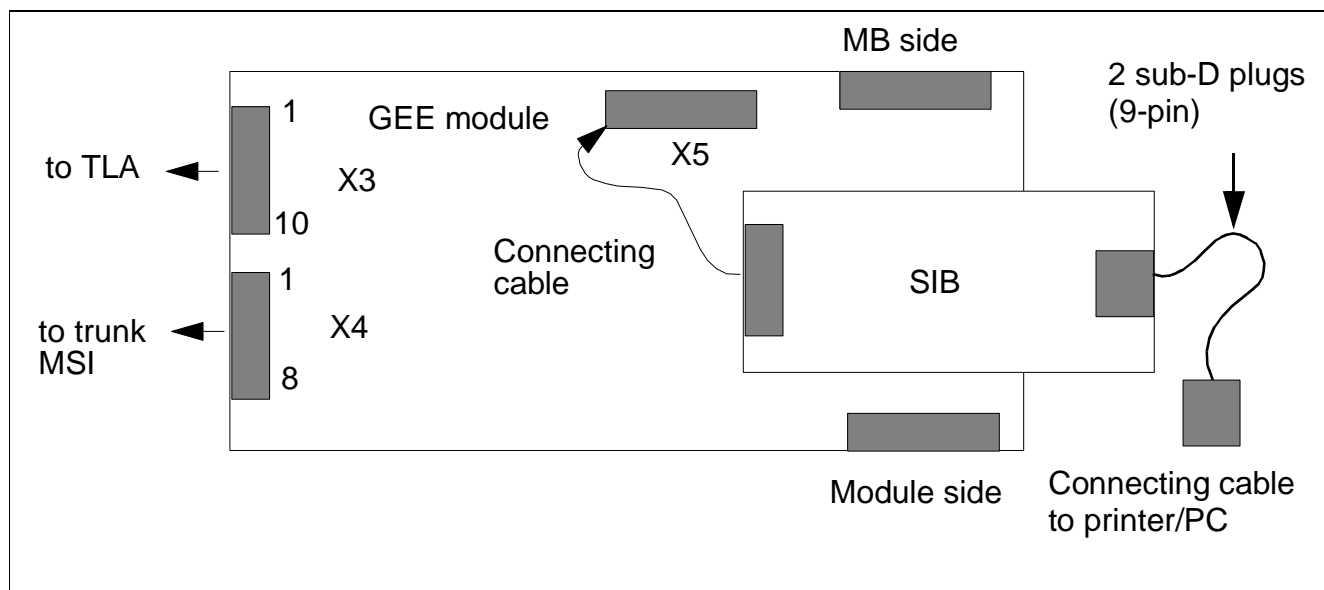 MB side
2 sub-D plugs
(9-pin)
1
GEE module
X5
to TLA
X3
10
Connecting
cable
1
SIB
to trunk
MSI
X4
8
Module side
Connecting cable
to printer/PC